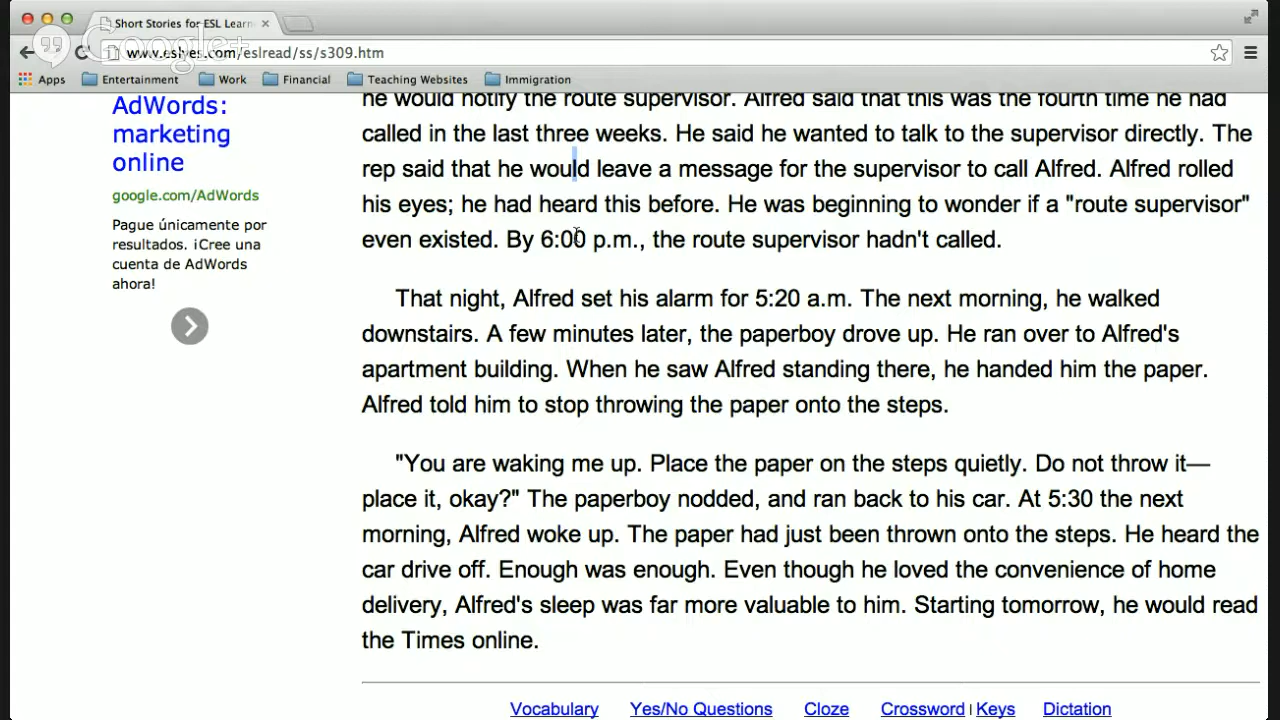 Short Stories for ESL Learn
Google+
www.eslyes.com/eslread/ss/s309.htm
Apps Entertainment Work Financial Teaching Websites Immigration
AdWords:
marketing
online
google.com/AdWords
Pague únicamente por
resultados. ¡Cree una
cuenta de AdWords
ahora!
he would notify the route supervisor. Alfred said that this was the fourth time he had
called in the last three weeks. He said he wanted to talk to the supervisor directly. The
rep said that he would leave a message for the supervisor to call Alfred. Alfred rolled
his eyes; he had heard this before. He was beginning to wonder if a "route supervisor"
even existed. By 6:00 p.m., the route supervisor hadn't called.
That night, Alfred set his alarm for 5:20 a.m. The next morning, he walked
downstairs. A few minutes later, the paperboy drove up. He ran over to Alfred's
apartment building. When he saw Alfred standing there, he handed him the paper.
Alfred told him to stop throwing the paper onto the steps.
"You are waking me up. Place the paper on the steps quietly. Do not throw it—
place it, okay?" The paperboy nodded, and ran back to his car. At 5:30 the next
morning, Alfred woke up. The paper had just been thrown onto the steps. He heard the
car drive off. Enough was enough. Even though he loved the convenience of home
delivery, Alfred's sleep was far more valuable to him. Starting tomorrow, he would read
the Times online.
Vocabulary Yes/No Questions Cloze Crossword | Keys Dictation